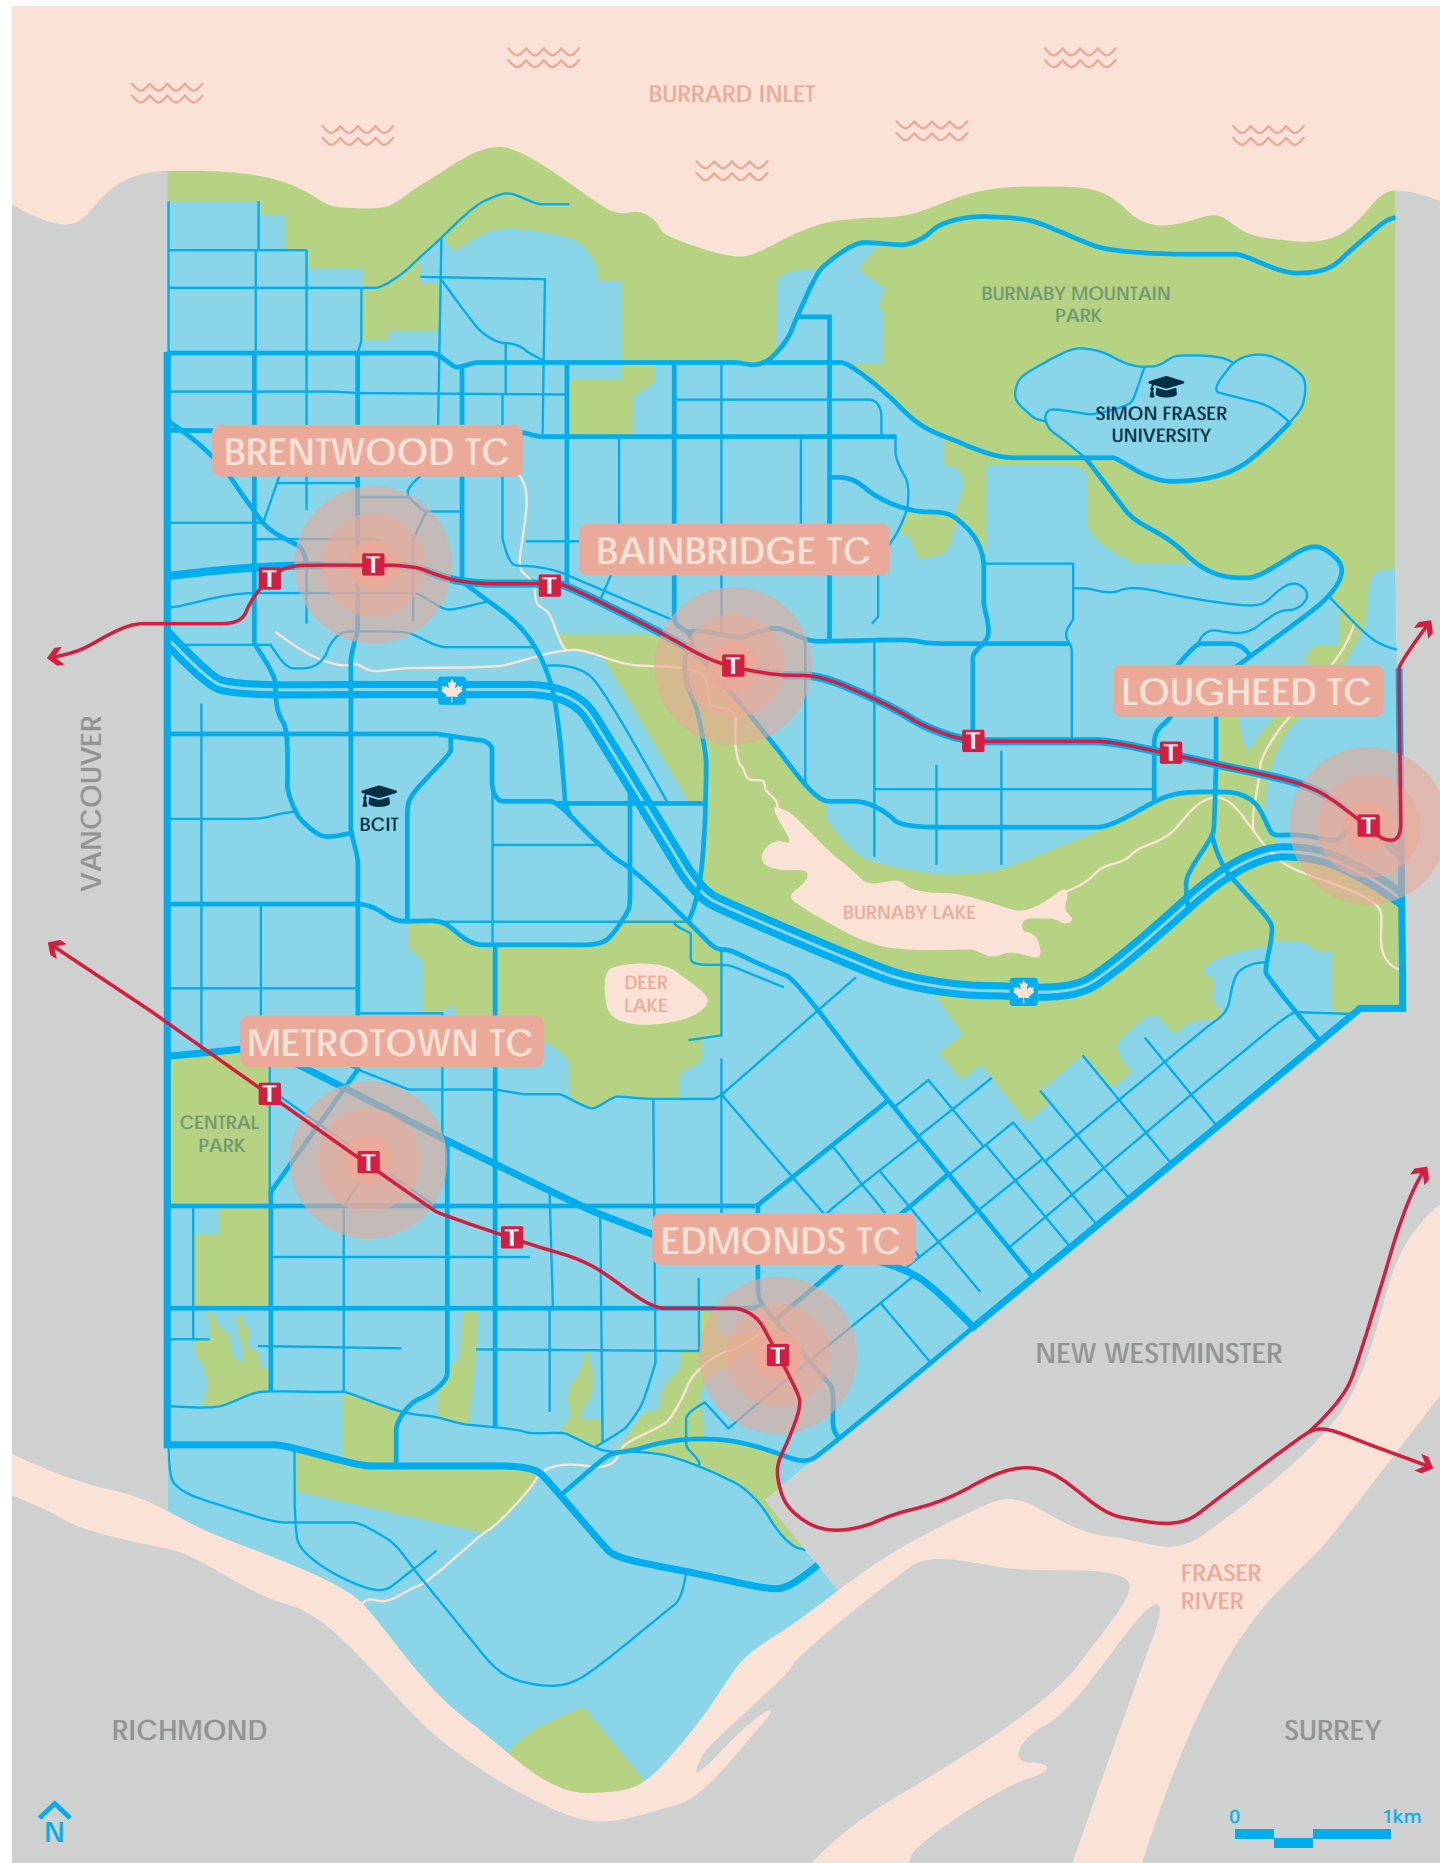 BURRARD INLET
BURNABY MOUNTAIN
PARK
SIMON FRASER
UNIVERSITY
BRENTWOOD TC
BAINBRIDGE TC
T
T
T
T
LOUGHEED TC
T
T
T
VANCOUVER
BCIT
BURNABY LAKE
DEER
LAKE
METROTOWN TC
T
CENTRAL
PARK
T
T
EDMONDS TC
T
NEW WESTMINSTER
FRASER
RIVER
RICHMOND
SURREY
N
0 1km